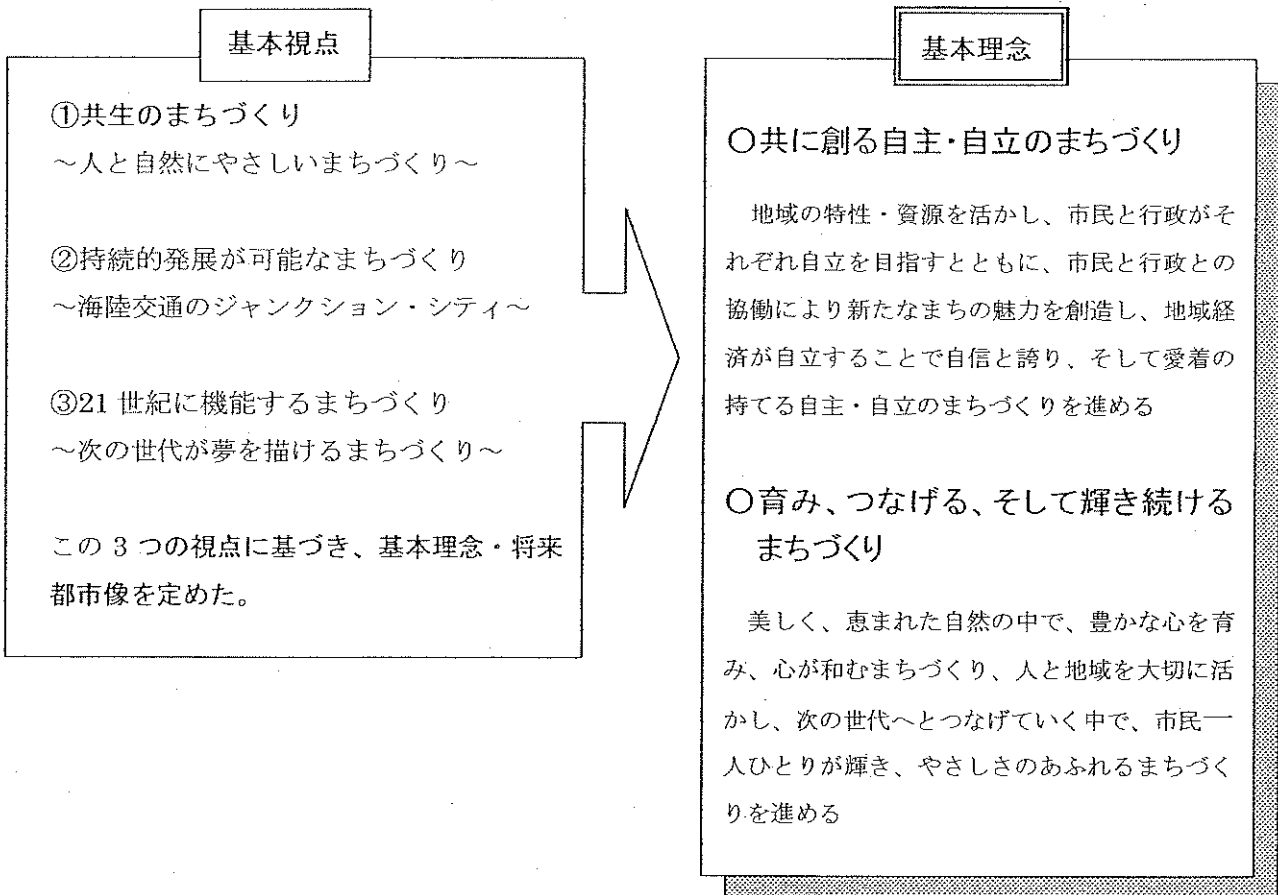 基本視点
①共生のまちづくり
～人と自然にやさしいまちづくり～
②持続的発展が可能なまちづくり
～海陸交通のジャンクション・シティ～
③21世紀に機能するまちづくり
～次の世代が夢を描けるまちづくり～
この3つの視点に基づき、基本理念・将来
都市像を定めた。
基本理念
〇共に創る自主・自立のまちづくり
地域の特性・資源を活かし、市民と行政がそ
れぞれ自立を目指すとともに、市民と行政との
協働により新たなまちの魅力を創造し、地域経
済が自立することで自信と誇り、そして愛着の
持てる自主・自立のまちづくりを進める
〇育み、つなげる、そして輝き続ける
まちづくり
美しく、恵まれた自然の中で、豊かな心を育
み、心が和むまちづくり、人と地域を大切に活
かし、次の世代へとつなげていく中で、市民一
人ひとりが輝き、やさしさのあふれるまちづく
りを進める